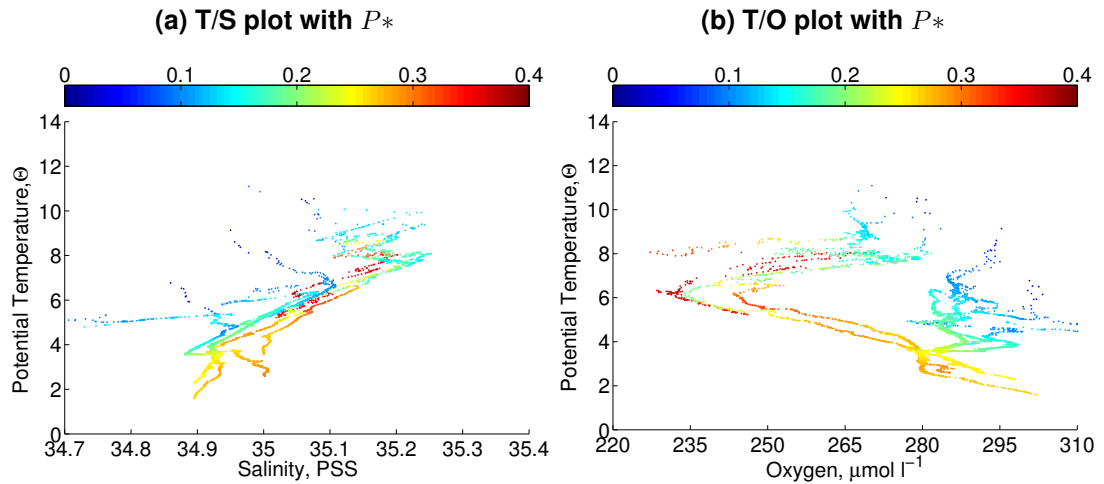 (a) T/S plot with P∗
0 0.1 0.2 0.3 0.4
14
12
10
8
6
4
2
0
Potential Temperature,Θ
34.7 34.8 34.9 35 35.1 35.2 35.3 35.4
Salinity, PSS
(b) T/O plot with P∗
0 0.1 0.2 0.3 0.4
14
12
10
8
6
4
2
0
Potential Temperature,Θ
220 235 250 265 280 295 310
Oxygen, μmol l⁻¹